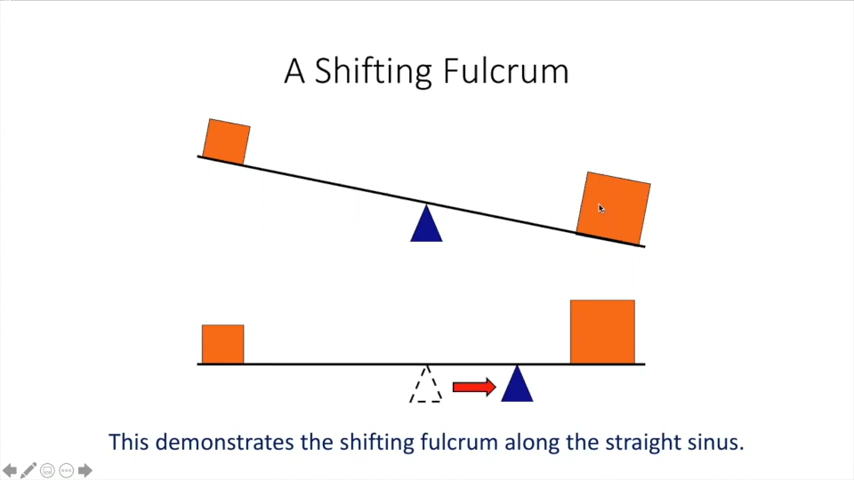 A Shifting Fulcrum
This demonstrates the shifting fulcrum along the straight sinus.